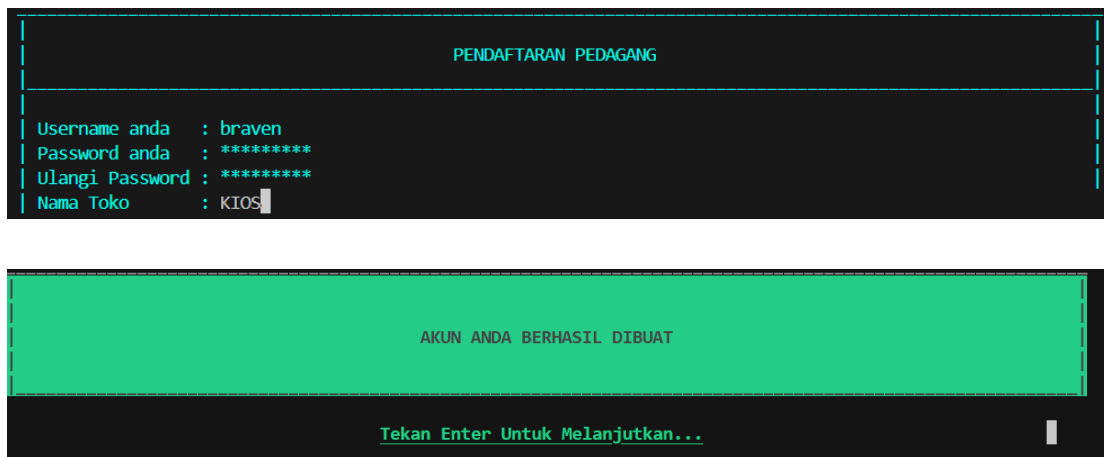 PENDAFTARAN PEDAGANG
Username anda : braven
Password anda : *********
Ulangi Password : *********
Nama Toko : KIOS
AKUN ANDA BERHASIL DIBUAT
Tekan Enter Untuk Melanjutkan...